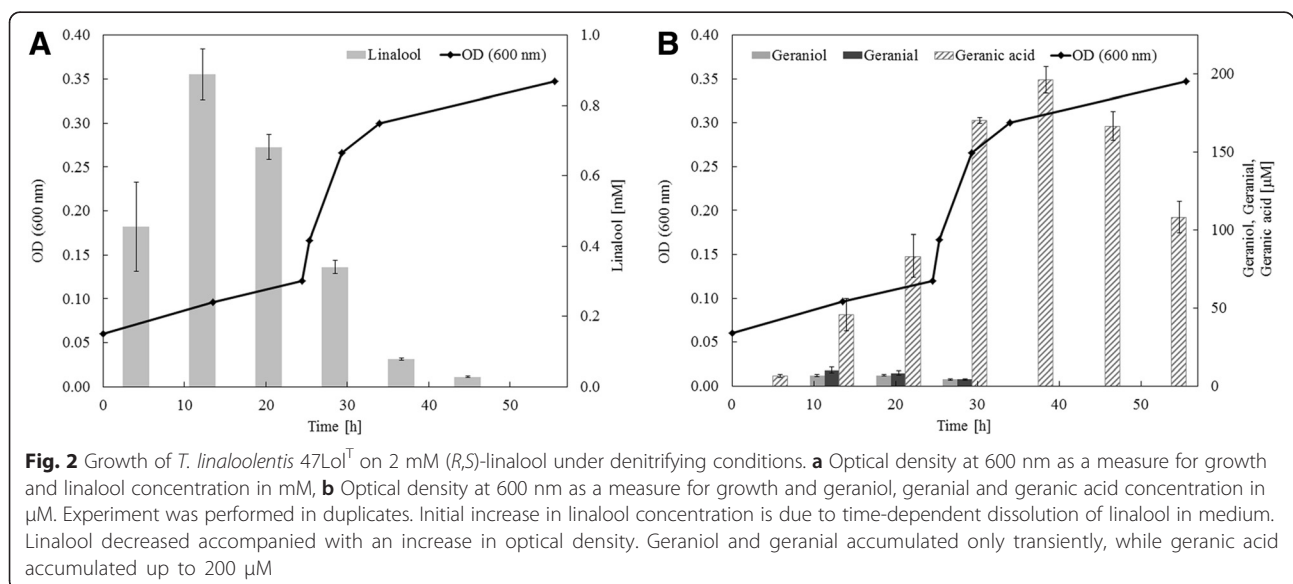 A
Linalool
OD (600 nm)
0.40
0.35
0.30
0.25
0.20
0.15
0.10
0.05
0.00
OD (600 nm)
1.0
0.8
0.6
0.4
0.2
0.0
Linalool [mM]
0 10 20 30 40 50
Time [h]
B
Geraniol Geranial Geranic acid OD (600 nm)
0.40
0.35
0.30
0.25
0.20
0.15
0.10
0.05
0.00
OD (600 nm)
200
150
100
50
0
Geraniol, Geranial,
Geranic acid [µM]
0 10 20 30 40 50
Time [h]
Fig. 2 Growth of T. linaloolentis 47Lolᵀ on 2 mM (R,S)-linalool under denitrifying conditions. a Optical density at 600 nm as a measure for growth
and linalool concentration in mM, b Optical density at 600 nm as a measure for growth and geraniol, geranial and geranic acid concentration in
µM. Experiment was performed in duplicates. Initial increase in linalool concentration is due to time-dependent dissolution of linalool in medium.
Linalool decreased accompanied with an increase in optical density. Geraniol and geranial accumulated only transiently, while geranic acid
accumulated up to 200 µM